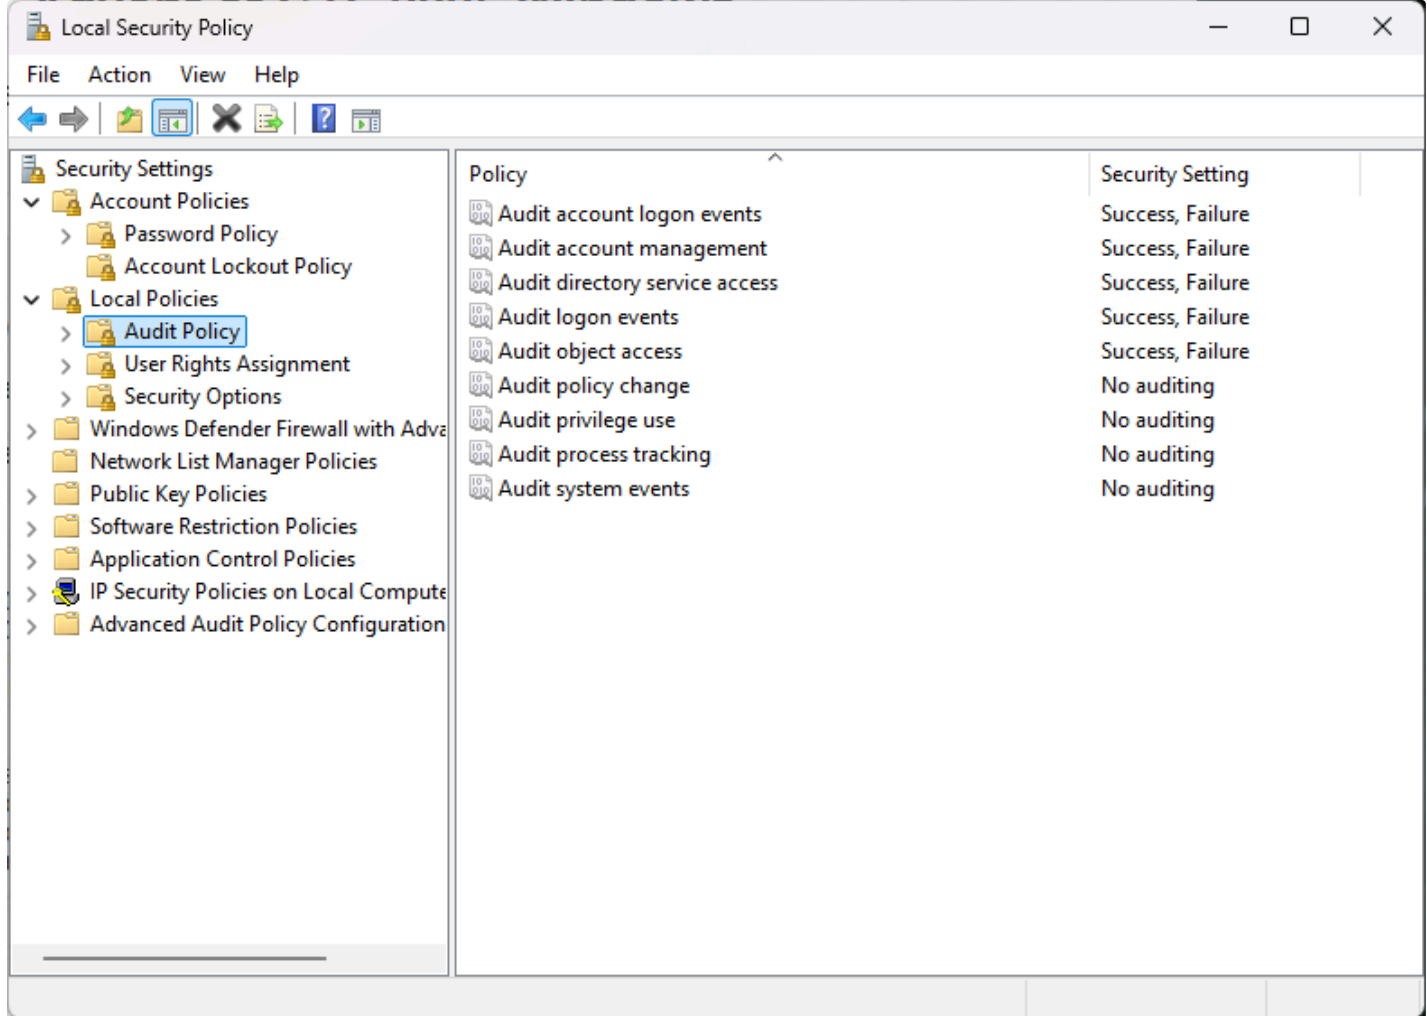 Local Security Policy
File Action View Help
Security Settings
Account Policies
Password Policy
Account Lockout Policy
Local Policies
Audit Policy
User Rights Assignment
Security Options
Windows Defender Firewall with Adva
Network List Manager Policies
Public Key Policies
Software Restriction Policies
Application Control Policies
IP Security Policies on Local Compute
Advanced Audit Policy Configuration
Policy Security Setting
Audit account logon events Success, Failure
Audit account management Success, Failure
Audit directory service access Success, Failure
Audit logon events Success, Failure
Audit object access Success, Failure
Audit policy change No auditing
Audit privilege use No auditing
Audit process tracking No auditing
Audit system events No auditing